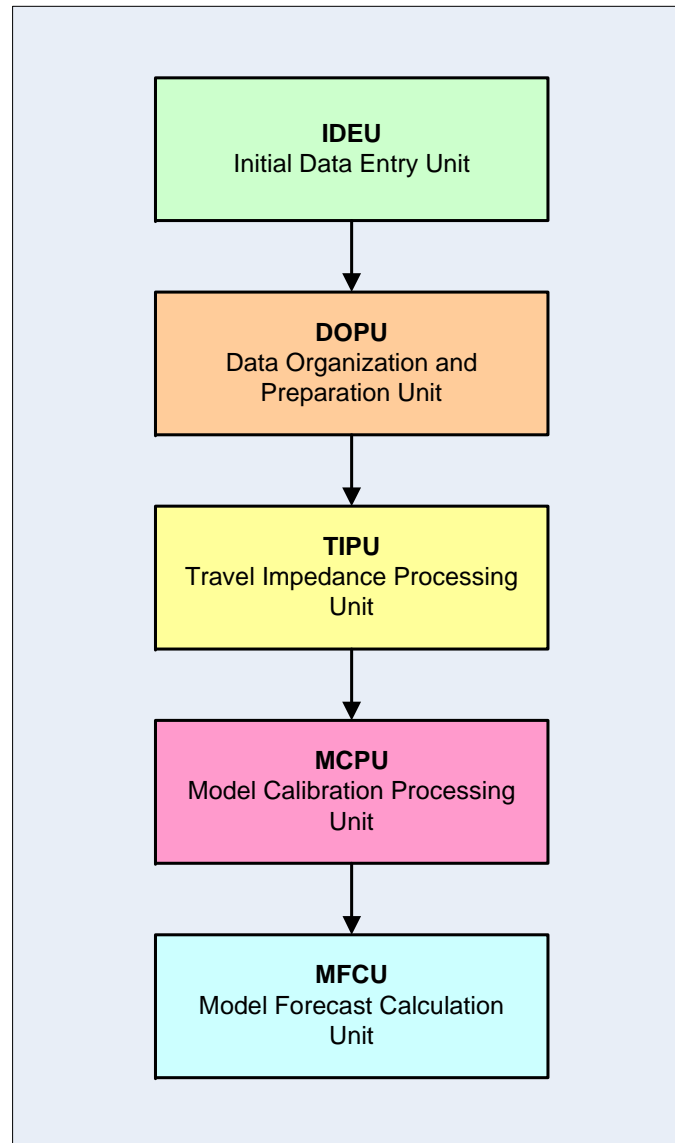 IDEU
Initial Data Entry Unit
DOPU
Data Organization and
Preparation Unit
TIPU
Travel Impedance Processing
Unit
MCPU
Model Calibration Processing
Unit
MFCU
Model Forecast Calculation
Unit